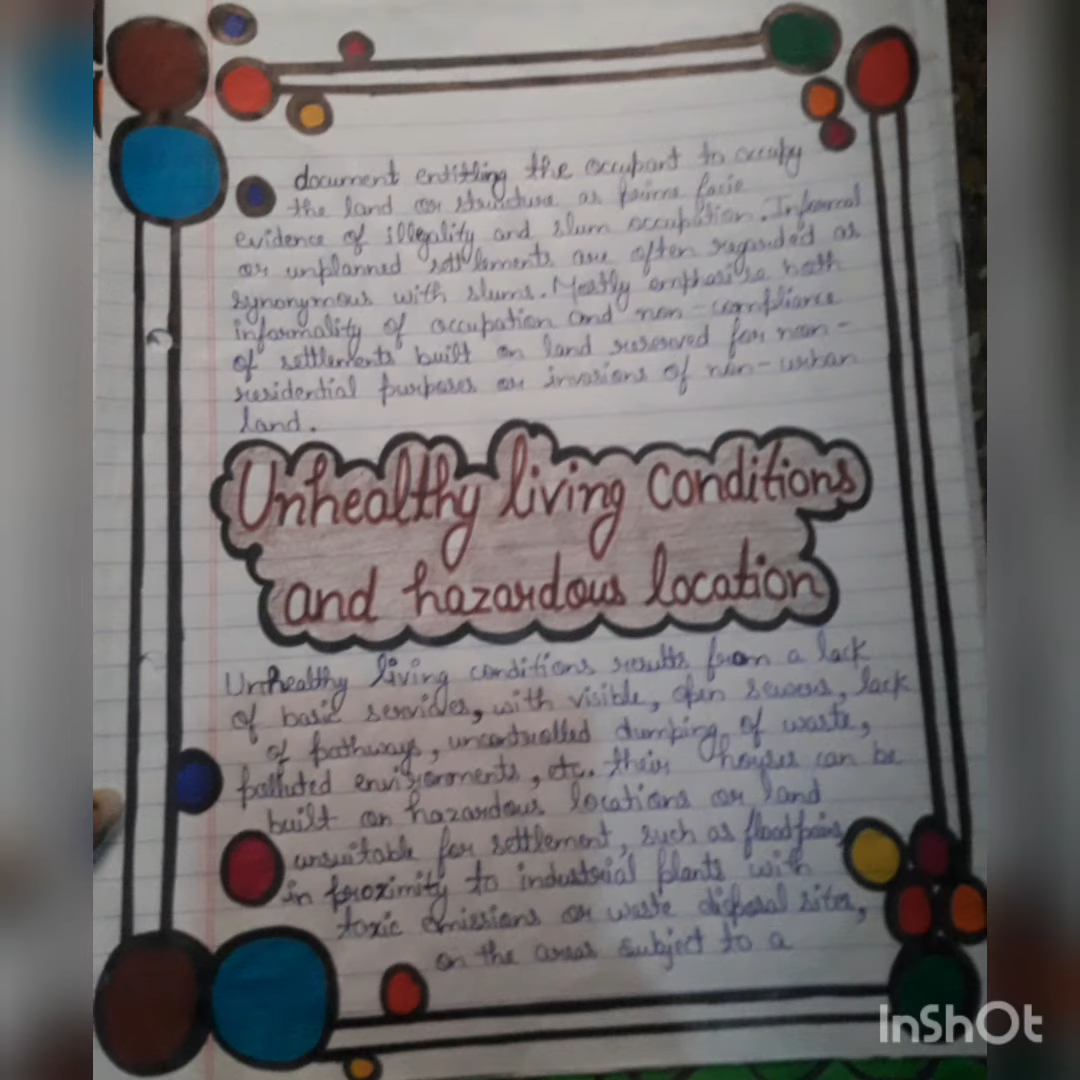 document entitling the occupant to occupy
the land or structure as prima facie
evidence of illegality and slum occupation. Informal
or unplanned settlements are often regarded as
synonymous with slums. Mostly emphasise both
informality of occupation and non-compliance
of settlements built on land reserved for non-
residential purposes or invasions of non-urban
land.
Unhealthy living conditions
and hazardous location
Unhealthy living conditions results from a lack
of basic services, with visible, open sewers, lack
of pathways, uncontrolled dumping of waste,
polluted environments, etc. their houses can be
built on hazardous locations or land
unsuitable for settlement, such as floodpains,
in proximity to industrial plants with
toxic emissions or waste disposal sites,
on the areas subject to a
InShOt